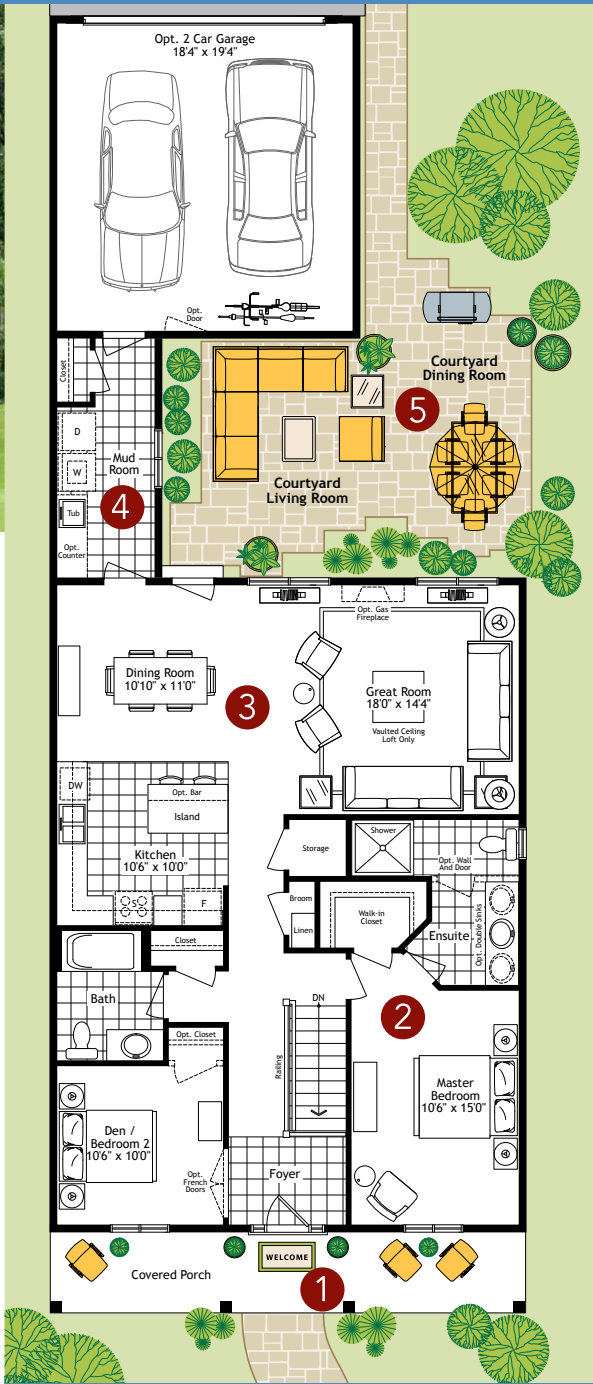 Opt. 2 Car Garage
18'4" x 19'4"
Opt.
Door
Closet
D
W
Mud
Room
Tub
4
Opt.
Counter
Courtyard
Dining Room
5
Courtyard
Living Room
Opt. Gas
Fireplace
Dining Room
10'10" x 11'0"
3
Great Room
18'0" x 14'4"
Vaulted Ceiling
Loft Only
DW
Opt. Bar
Island
Kitchen
10'6" x 10'0"
S
F
Storage
Shower
Opt. Wall
And Door
Broom
Linen
Walk-in
Closet
Ensuite
Opt. Double Sinks
Closet
Bath
Opt. Closet
DN
Railing
2
Master
Bedroom
10'6" x 15'0"
Den /
Bedroom 2
10'6" x 10'0"
Opt.
French
Doors
Foyer
WELCOME
1
Covered Porch